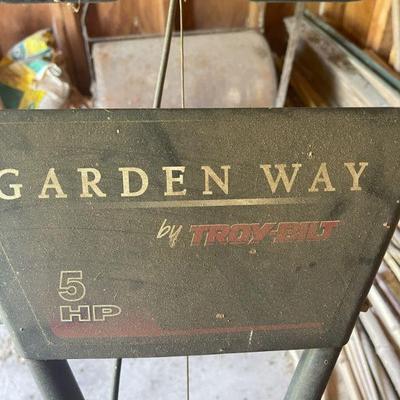 GARDEN WAY
by TROY-BILT
5
HP